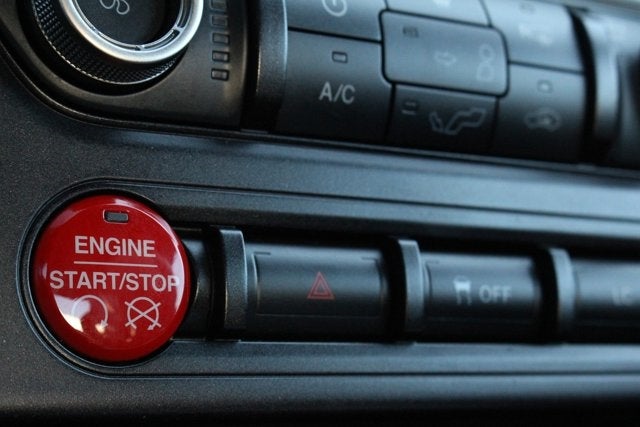 A/C
ENGINE
START/STOP
OFF